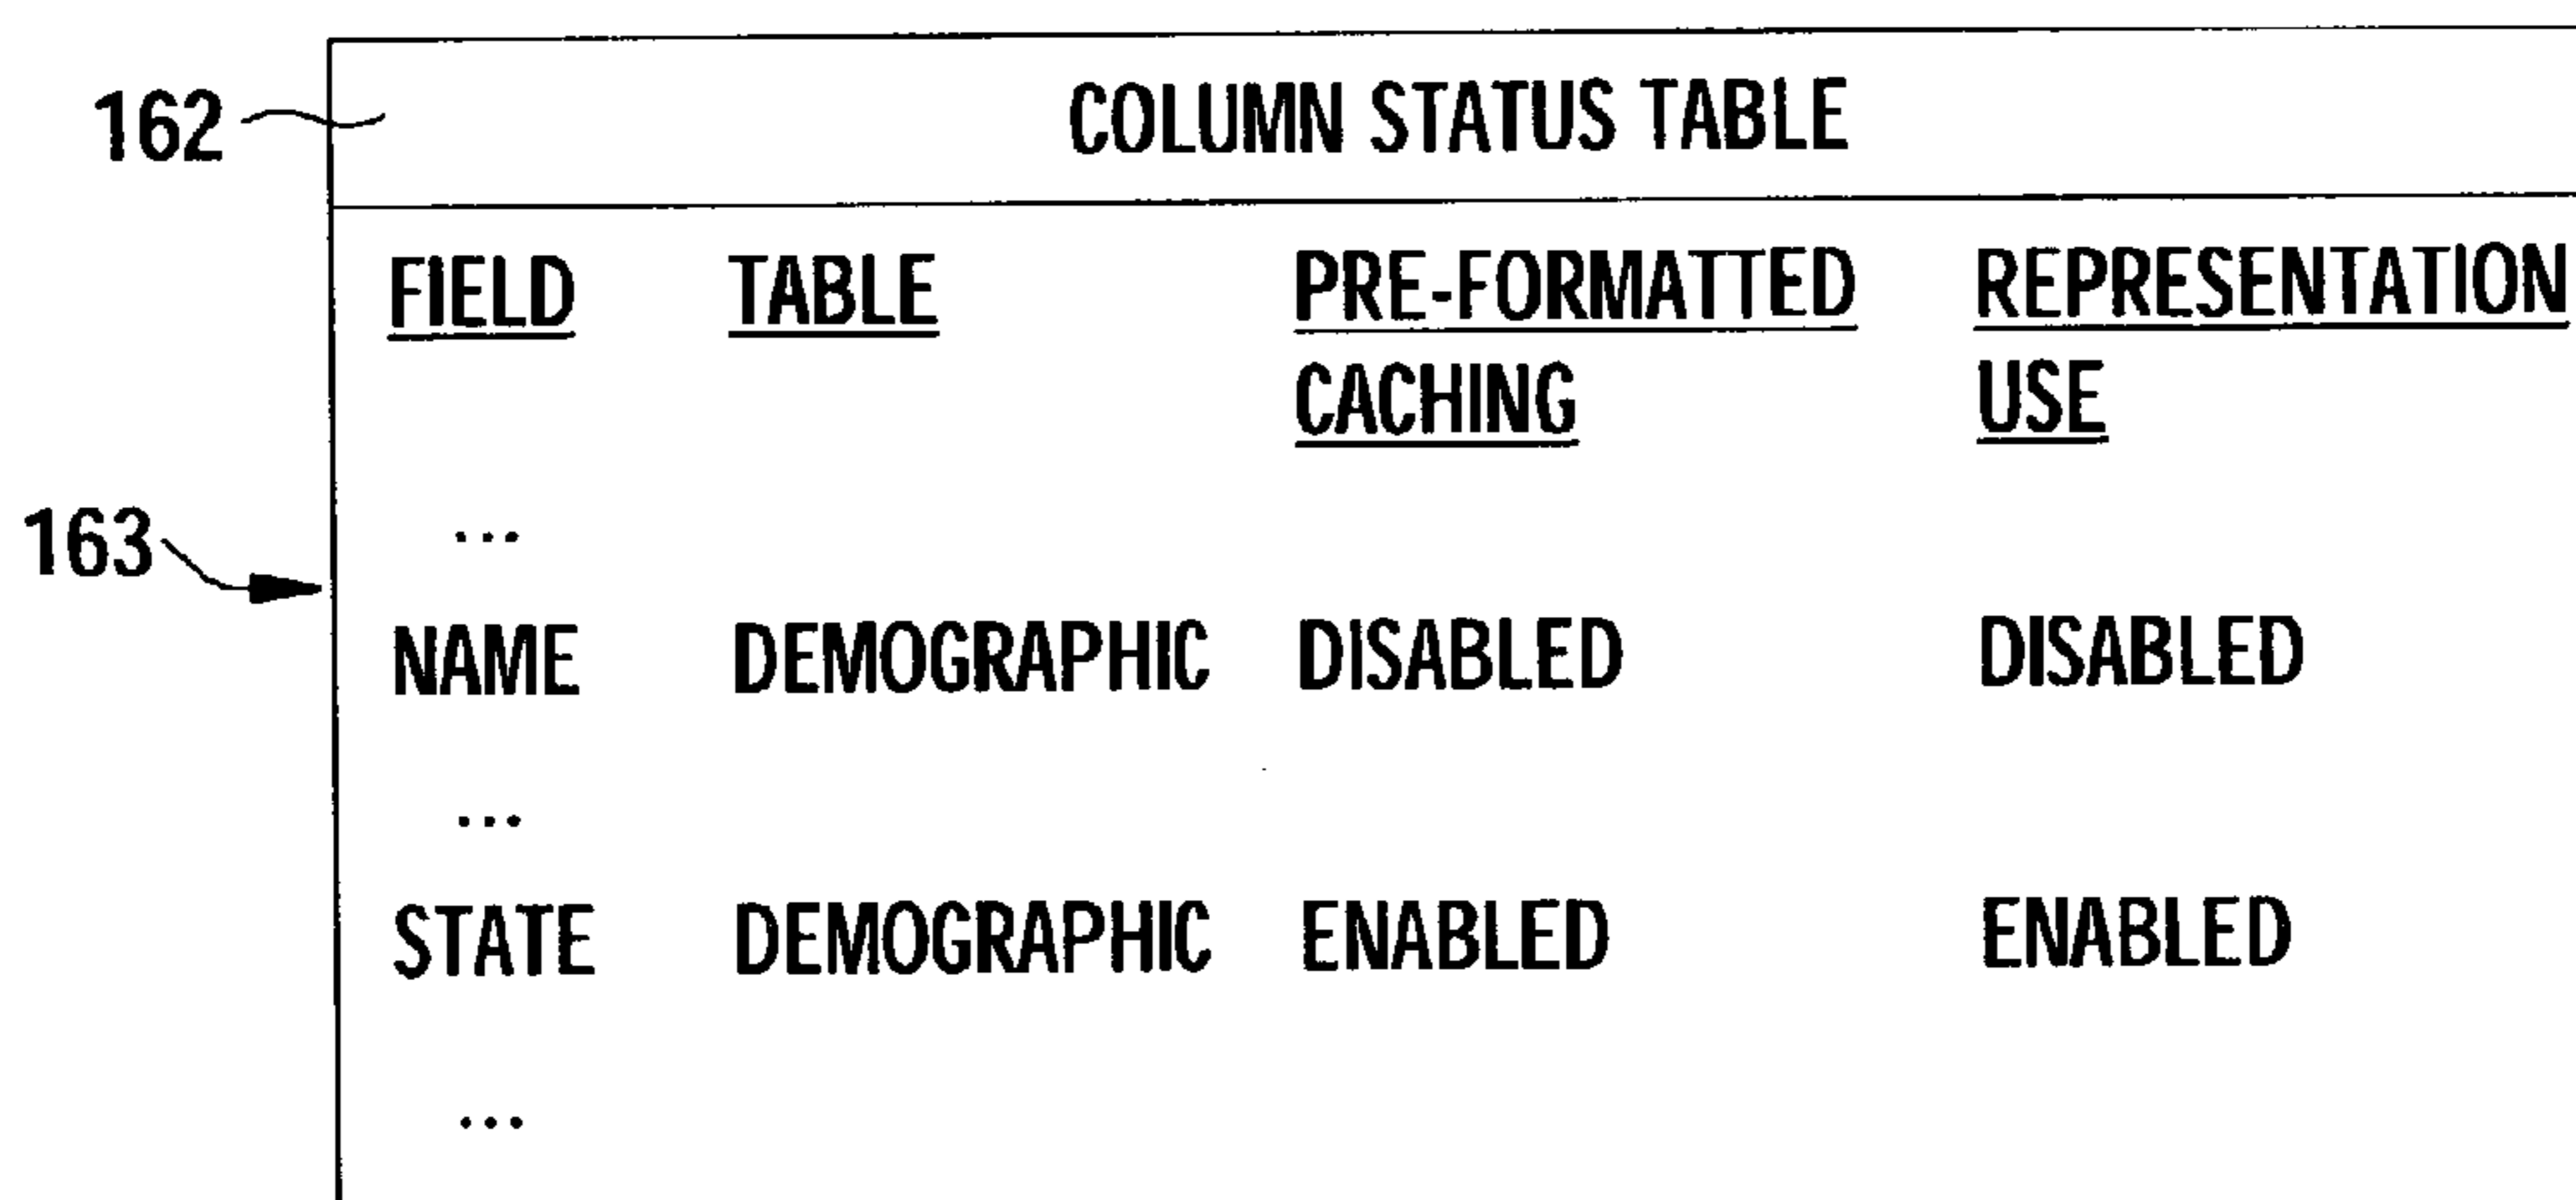 162 COLUMN STATUS TABLE
FIELD TABLE PRE-FORMATTED REPRESENTATION
CACHING USE
163
...
NAME DEMOGRAPHIC DISABLED DISABLED
...
STATE DEMOGRAPHIC ENABLED ENABLED
...